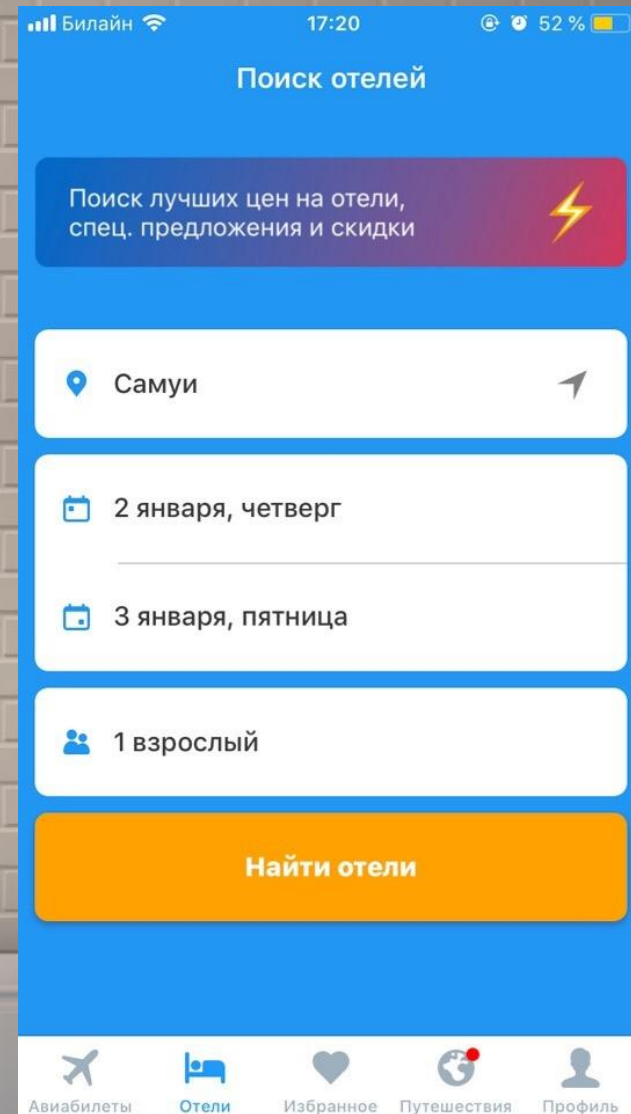 Билайн 17:20 52 %
Поиск отелей
Поиск лучших цен на отели,
спец. предложения и скидки
Самуи
2 января, четверг
3 января, пятница
1 взрослый
Найти отели
Авиабилеты Отели Избранное Путешествия Профиль